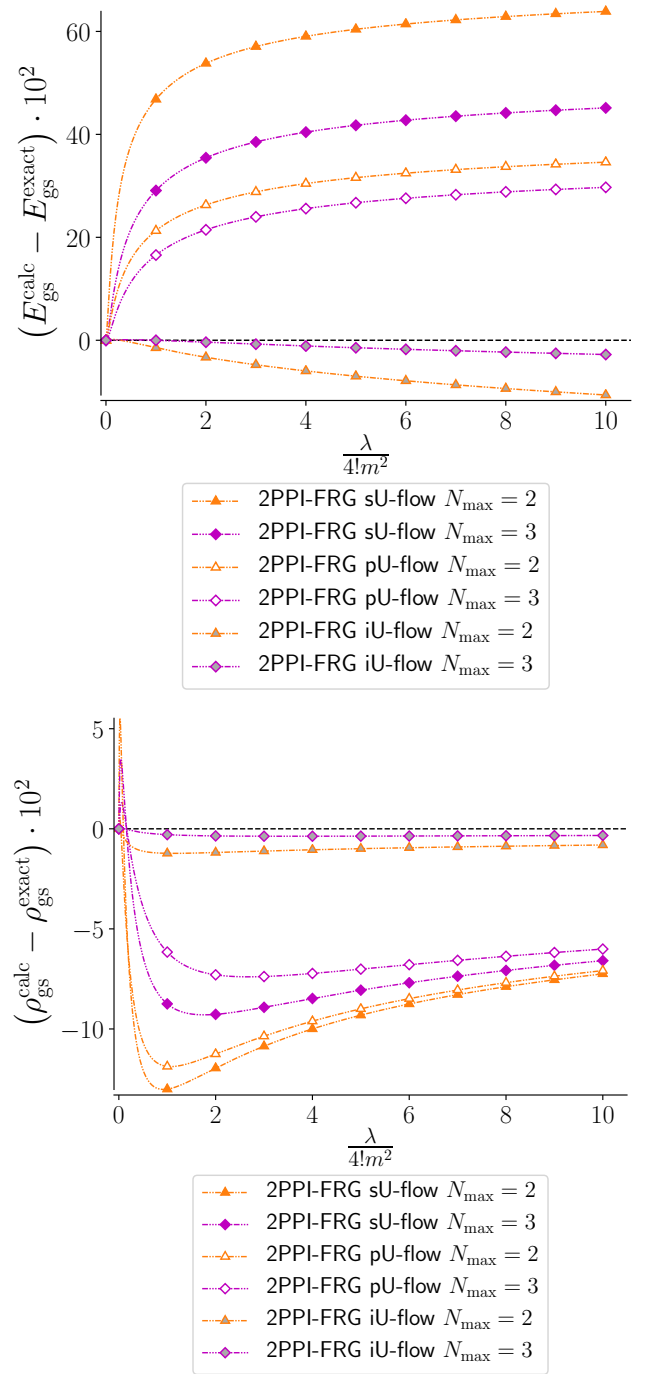 60
40
20
0
(E_gs^calc − E_gs^exact) · 10^2
0 2 4 6 8 10
λ/4!m^2
2PPI-FRG sU-flow N_max = 2
2PPI-FRG sU-flow N_max = 3
2PPI-FRG pU-flow N_max = 2
2PPI-FRG pU-flow N_max = 3
2PPI-FRG iU-flow N_max = 2
2PPI-FRG iU-flow N_max = 3
5
0
−5
−10
(ρ_gs^calc − ρ_gs^exact) · 10^2
0 2 4 6 8 10
λ/4!m^2
2PPI-FRG sU-flow N_max = 2
2PPI-FRG sU-flow N_max = 3
2PPI-FRG pU-flow N_max = 2
2PPI-FRG pU-flow N_max = 3
2PPI-FRG iU-flow N_max = 2
2PPI-FRG iU-flow N_max = 3